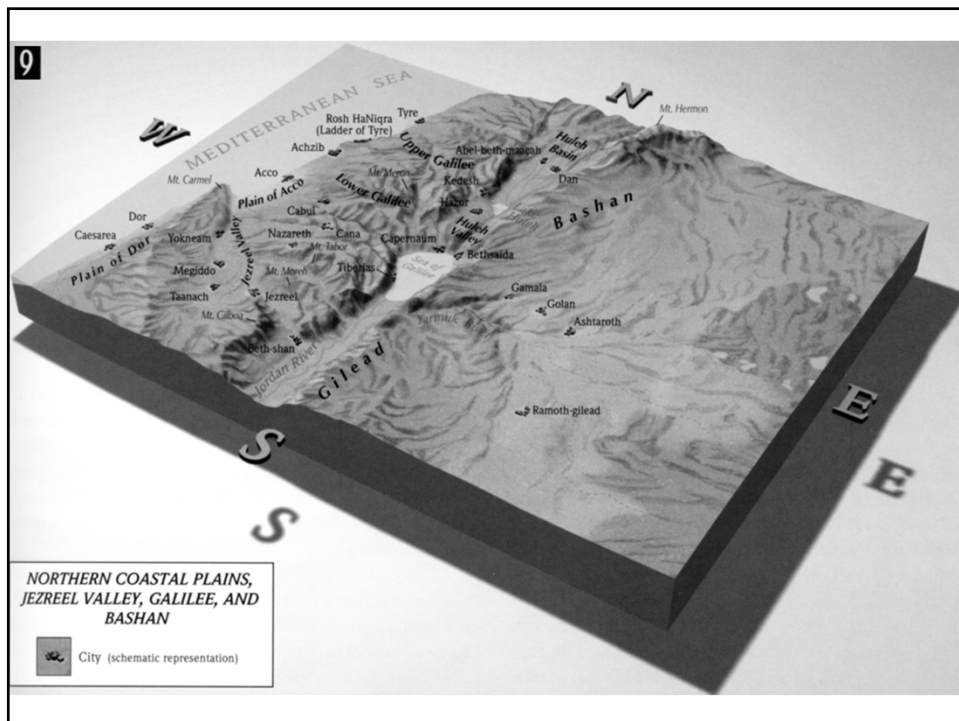 9
MEDITERRANEAN SEA
W
N
Mt. Hermon
Tyre
Rosh HaNiqra
(Ladder of Tyre)
Achzib
Upper Galilee
Abel-beth-maacah
Huleh
Basin
Dan
Mt. Meron
Kedesh
Acco
Mt. Carmel
Plain of Acco
Lower Galilee
Hazor
Bashan
Cabul
Huleh
Valley
Dor
Caesarea
Plain of Dor
Yokneam
Jezreel Valley
Nazareth
Cana
Mt. Tabor
Capernaum
Bethsaida
Sea of
Galilee
Megiddo
Mt. Moreh
Tiberias
Taanach
Jezreel
Gamala
Golan
Ashtaroth
Mt. Gilboa
Yarmuk River
Beth-shan
Jordan River
Gilead
Ramoth-gilead
E
E
S
S
NORTHERN COASTAL PLAINS,
JEZREEL VALLEY, GALILEE, AND
BASHAN
City (schematic representation)